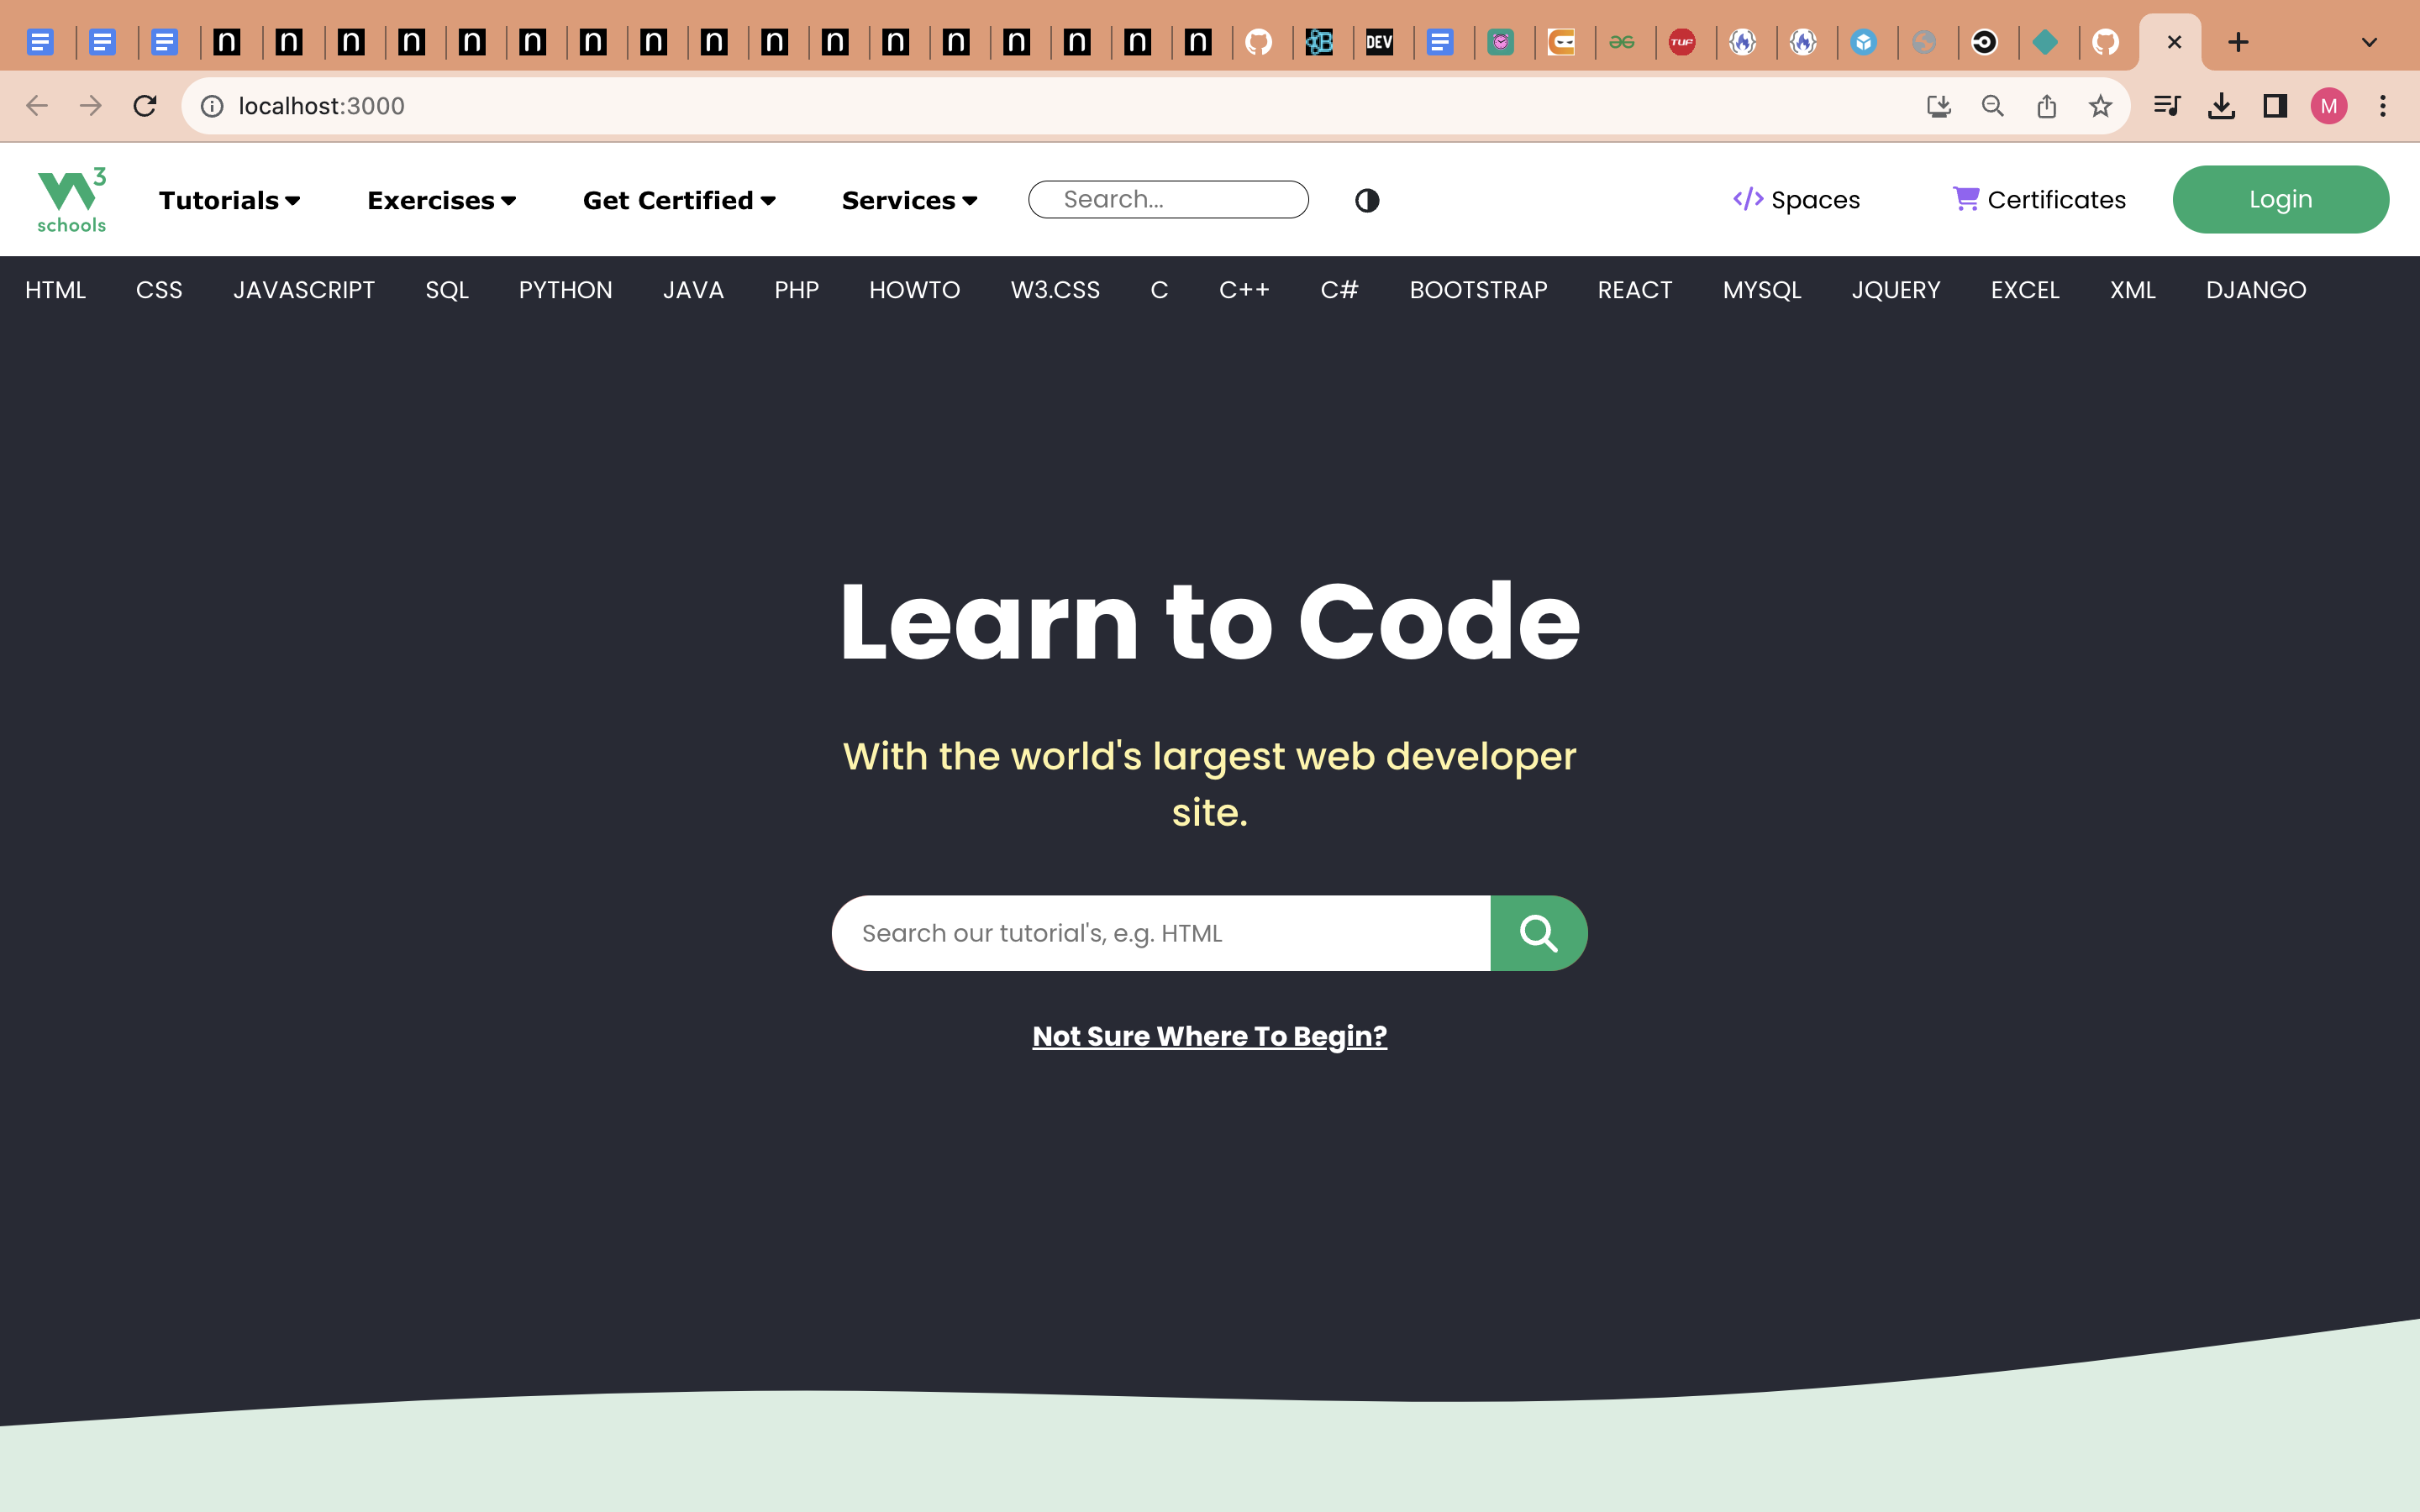 n n n n n n n n n n n n n n n n n B DEV TUF
localhost:3000 M
W3 schools Tutorials Exercises Get Certified Services Search... </> Spaces Certificates Login
HTML CSS JAVASCRIPT SQL PYTHON JAVA PHP HOWTO W3.CSS C C++ C# BOOTSTRAP REACT MYSQL JQUERY EXCEL XML DJANGO
Learn to Code
With the world's largest web developer
site.
Search our tutorial's, e.g. HTML
Not Sure Where To Begin?